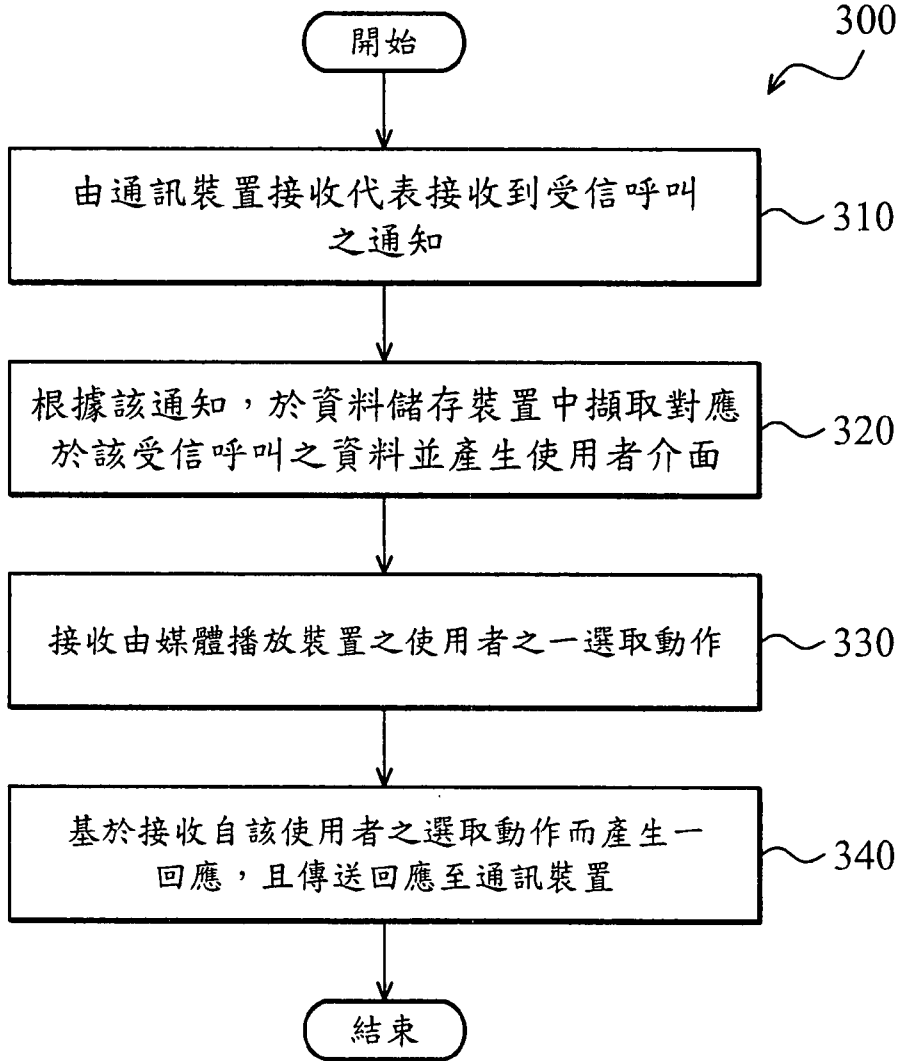 開始
300
由通訊裝置接收代表接收到受信呼叫
之通知
310
根據該通知，於資料儲存裝置中擷取對應
於該受信呼叫之資料並產生使用者介面
320
接收由媒體播放裝置之使用者之一選取動作
330
基於接收自該使用者之選取動作而產生一
回應，且傳送回應至通訊裝置
340
結束